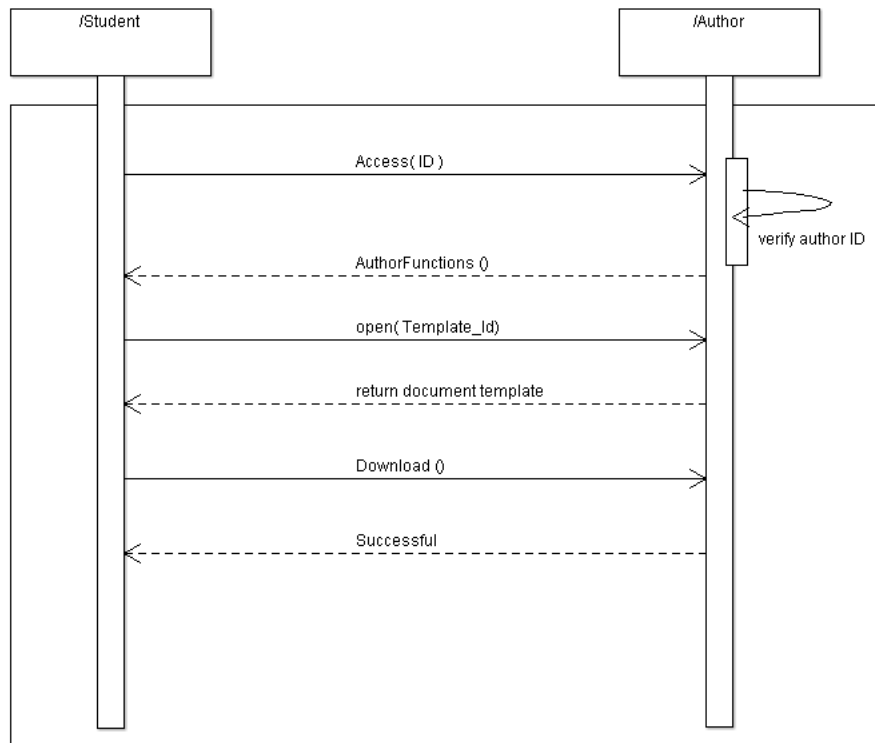 /Student
/Author
Access( ID )
verify author ID
AuthorFunctions ()
open( Template_Id)
return document template
Download ()
Successful